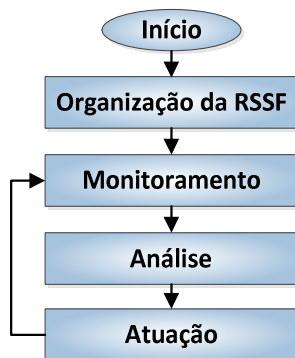 Início
Organização da RSSF
Monitoramento
Análise
Atuação